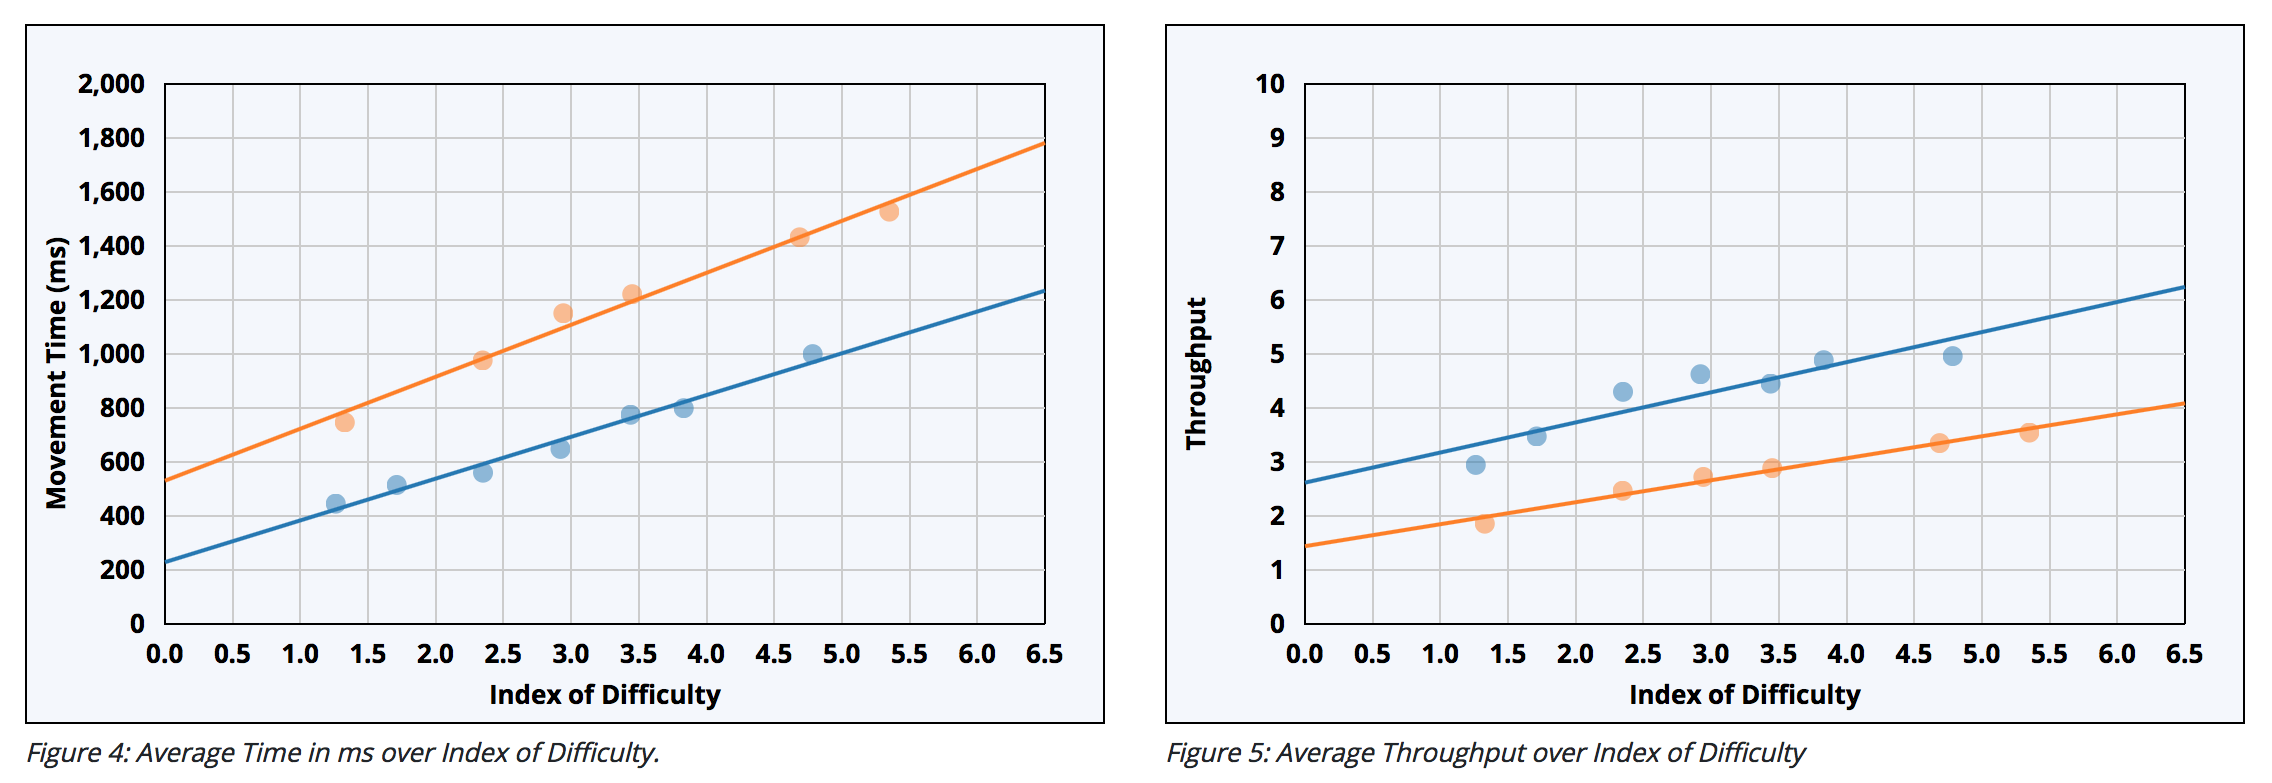 2,000
1,800
1,600
1,400
1,200
1,000
800
600
400
200
0
Movement Time (ms)
0.0 0.5 1.0 1.5 2.0 2.5 3.0 3.5 4.0 4.5 5.0 5.5 6.0 6.5
Index of Difficulty
Figure 4: Average Time in ms over Index of Difficulty.
10
9
8
7
6
5
4
3
2
1
0
Throughput
0.0 0.5 1.0 1.5 2.0 2.5 3.0 3.5 4.0 4.5 5.0 5.5 6.0 6.5
Index of Difficulty
Figure 5: Average Throughput over Index of Difficulty